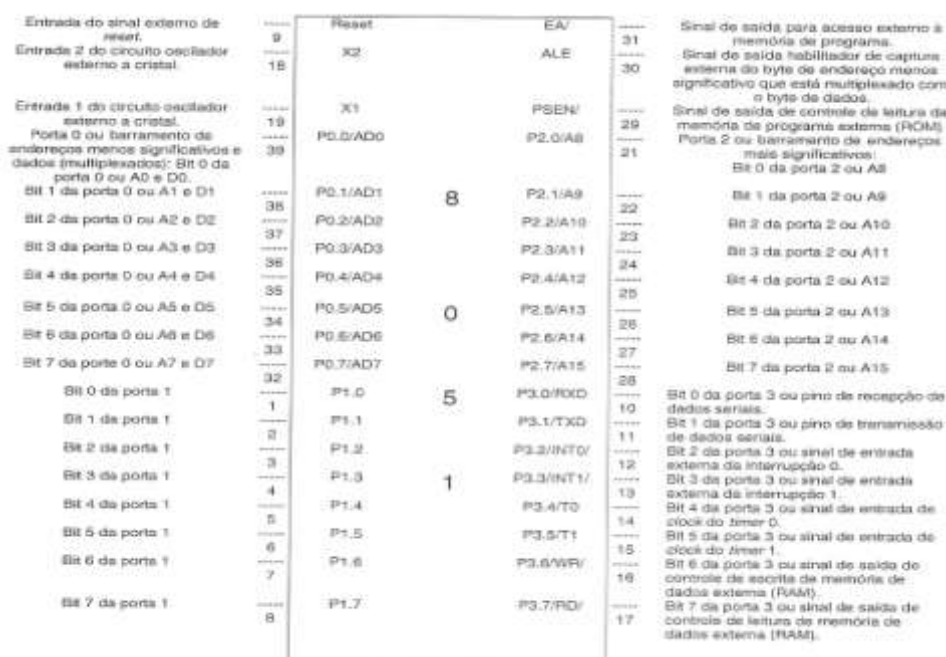 Entrada do sinal externo de
reset.
9
Reset
EA/
31
Sinal de saída para acesso externo à
memória de programa.
Entrada 2 do circuito oscilador
externo a cristal.
18
X2
ALE
30
Sinal de saída habilitador de captura
externa do byte de endereço menos
significativo que está multiplexado com
o byte de dados.
Entrada 1 do circuito oscilador
externo a cristal.
19
X1
PSEN/
29
Sinal de saída de controle de leitura da
memória de programa externa (ROM)
Porta 0 ou barramento de
endereços menos significativos e
dados (multiplexados): Bit 0 da
porta 0 ou A0 e D0.
39
P0.0/AD0
P2.0/A8
21
Porta 2 ou barramento de endereços
mais significativos:
Bit 0 da porta 2 ou A8
Bit 1 da porta 0 ou A1 e D1
38
P0.1/AD1
8
P2.1/A9
22
Bit 1 da porta 2 ou A9
Bit 2 da porta 0 ou A2 e D2
37
P0.2/AD2
P2.2/A10
23
Bit 2 da porta 2 ou A10
Bit 3 da porta 0 ou A3 e D3
36
P0.3/AD3
P2.3/A11
24
Bit 3 da porta 2 ou A11
Bit 4 da porta 0 ou A4 e D4
35
P0.4/AD4
P2.4/A12
25
Bit 4 da porta 2 ou A12
Bit 5 da porta 0 ou A5 e D5
34
P0.5/AD5
0
P2.5/A13
26
Bit 5 da porta 2 ou A13
Bit 6 da porta 0 ou A6 e D6
33
P0.6/AD6
P2.6/A14
27
Bit 6 da porta 2 ou A14
Bit 7 da porte 0 ou A7 e D7
32
P0.7/AD7
P2.7/A15
28
Bit 7 da porta 2 ou A15
Bit 0 da porta 1
1
P1.0
5
P3.0/RXD
10
Bit 0 da porta 3 ou pino de recepção de
dados seriais.
Bit 1 da porta 1
2
P1.1
P3.1/TXD
11
Bit 1 da porta 3 ou pino de transmissão
de dados seriais.
Bit 2 da porta 1
3
P1.2
P3.2/INT0/
12
Bit 2 da porta 3 ou sinal de entrada
externa da interrupção 0.
Bit 3 da porta 1
4
P1.3
1
P3.3/INT1/
13
Bit 3 da porta 3 ou sinal de entrada
externa da interrupção 1.
Bit 4 da porta 1
5
P1.4
P3.4/T0
14
Bit 4 da porta 3 ou sinal de entrada de
clock do timer 0.
Bit 5 da porta 1
6
P1.5
P3.5/T1
15
Bit 5 da porta 3 ou sinal de entrada de
clock do timer 1.
Bit 6 da porta 1
7
P1.6
P3.6/WR/
16
Bit 6 da porta 3 ou sinal de saída do
controle de escrita de memória de
dados externa (RAM).
Bit 7 da porta 1
8
P1.7
P3.7/RD/
17
Bit 7 da porta 3 ou sinal de saída de
controle de leitura de memória de
dados externa (RAM).